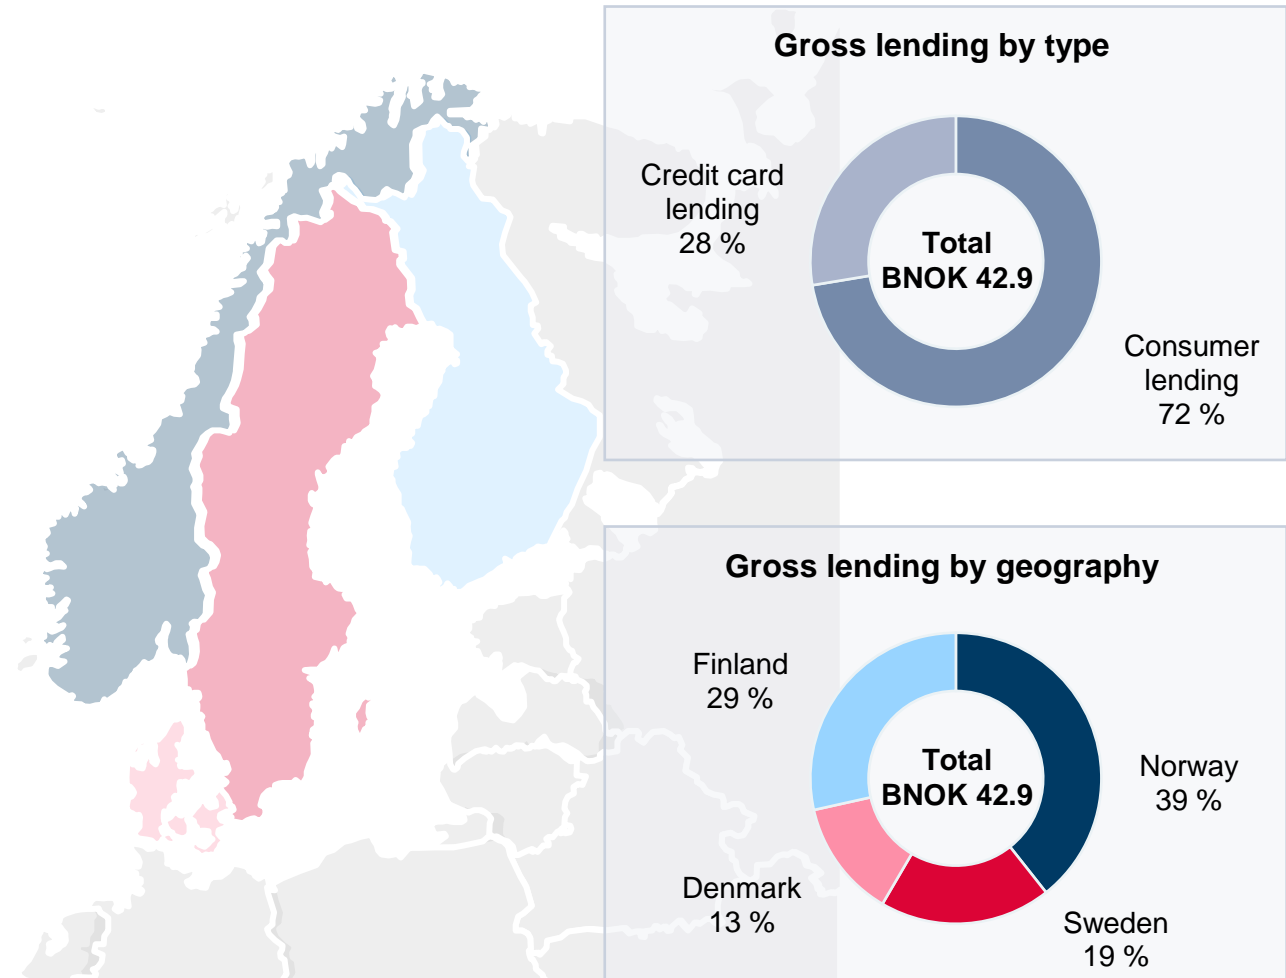 Gross lending by type
Credit card
lending
28 %
Total
BNOK 42.9
Consumer
lending
72 %
Gross lending by geography
Finland
29 %
Total
BNOK 42.9
Norway
39 %
Denmark
13 %
Sweden
19 %